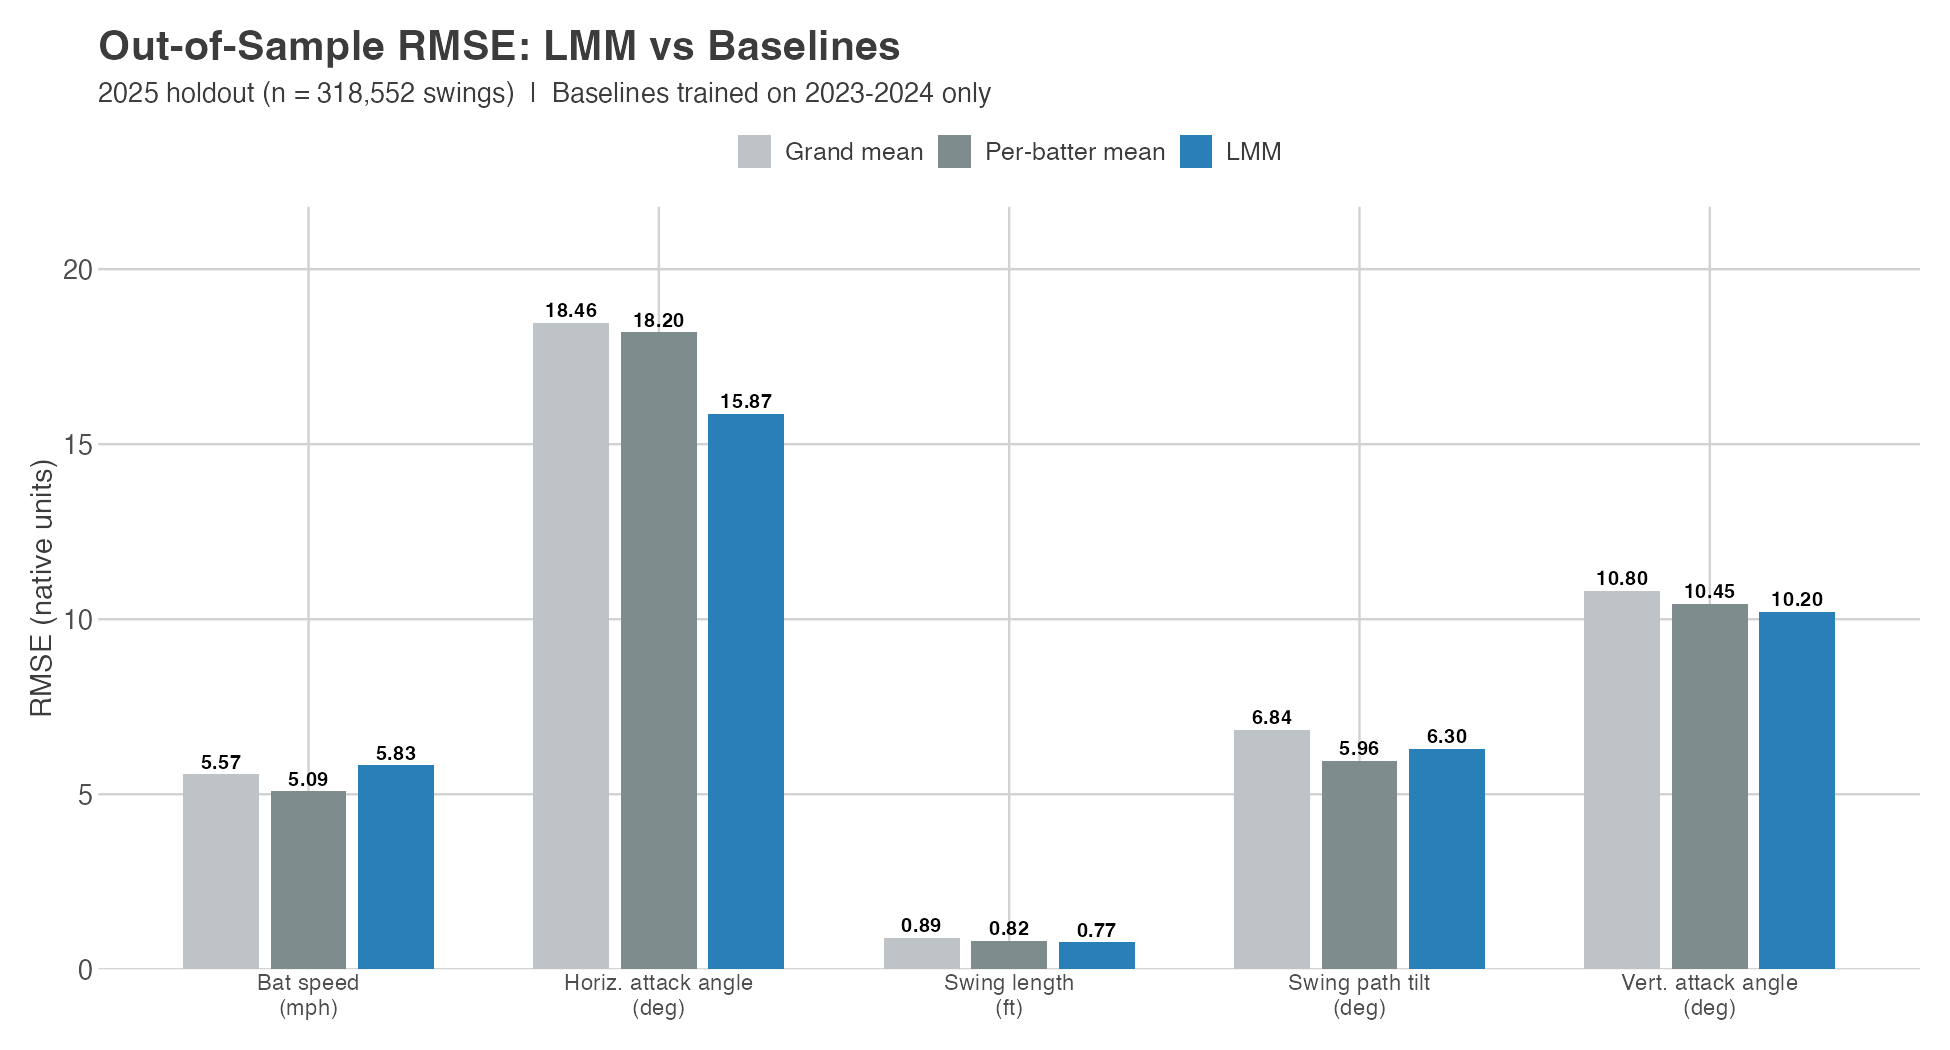 Out-of-Sample RMSE: LMM vs Baselines
2025 holdout (n = 318,552 swings) | Baselines trained on 2023-2024 only
Grand mean Per-batter mean LMM
RMSE (native units)
20
15
10
5
0
5.57 5.09 5.83
18.46 18.20 15.87
0.89 0.82 0.77
6.84 5.96 6.30
10.80 10.45 10.20
Bat speed
(mph)
Horiz. attack angle
(deg)
Swing length
(ft)
Swing path tilt
(deg)
Vert. attack angle
(deg)